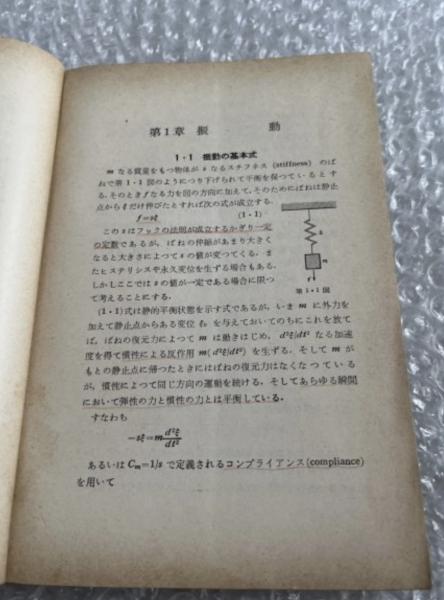 第1章 振 動
1・1 振動の基本式
m なる質量をもつ物体が s なるスチフネス (stiffness) のば
ねで第1・1図のようにつり下げられて平衡を保つているとす
る.そのとき f なる力を図の方向に加えて,そのためにばねは静止
点から ξ だけ伸びたとすれば次の式が成立する.
f=sξ (1・1)
この s はフックの法則が成立するかぎり一定
の定数であるが,ばねの伸縮があまり大きく
なると大きさによつて s の値が変つてくる.ま
たヒステリシスや永久変位を生ずる場合もある.
しかしここでは s の値が一定である場合に限つ
て考えることにする.
s
m
f
第1・1図
(1・1)式は静的平衡状態を示す式であるが,いま m に外力を
加えて静止点からある変位 ξ₀ を与えておいてのちにこれを放て
ば,ばねの復元力によつて m は動きはじめ, d²ξ/dt² なる加速
度を得て慣性による反作用 m(d²ξ/dt²) を生ずる.そして m が
もとの静止点に帰つたときにはばねの復元力はなくなつている
が,慣性によつて同じ方向の運動を続ける.そしてあらゆる瞬間
において弾性の力と慣性の力とは平衡している.
すなわち
−sξ=m d²ξ/dt²
あるいは Cm=1/s で定義されるコンプライアンス(compliance)
を用いて